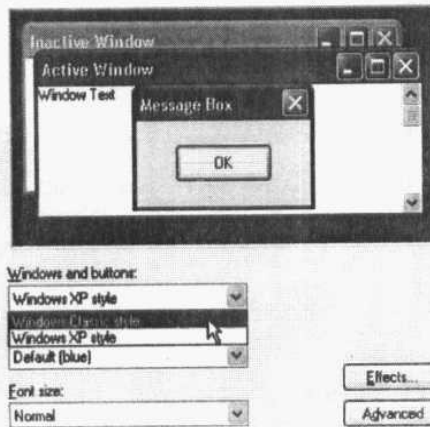 Inactive Window
Active Window
Window Text
Message Box
OK
Windows and buttons:
Windows XP style
Windows Classic style
Windows XP style
Default (blue)
Effects...
Font size:
Normal
Advanced